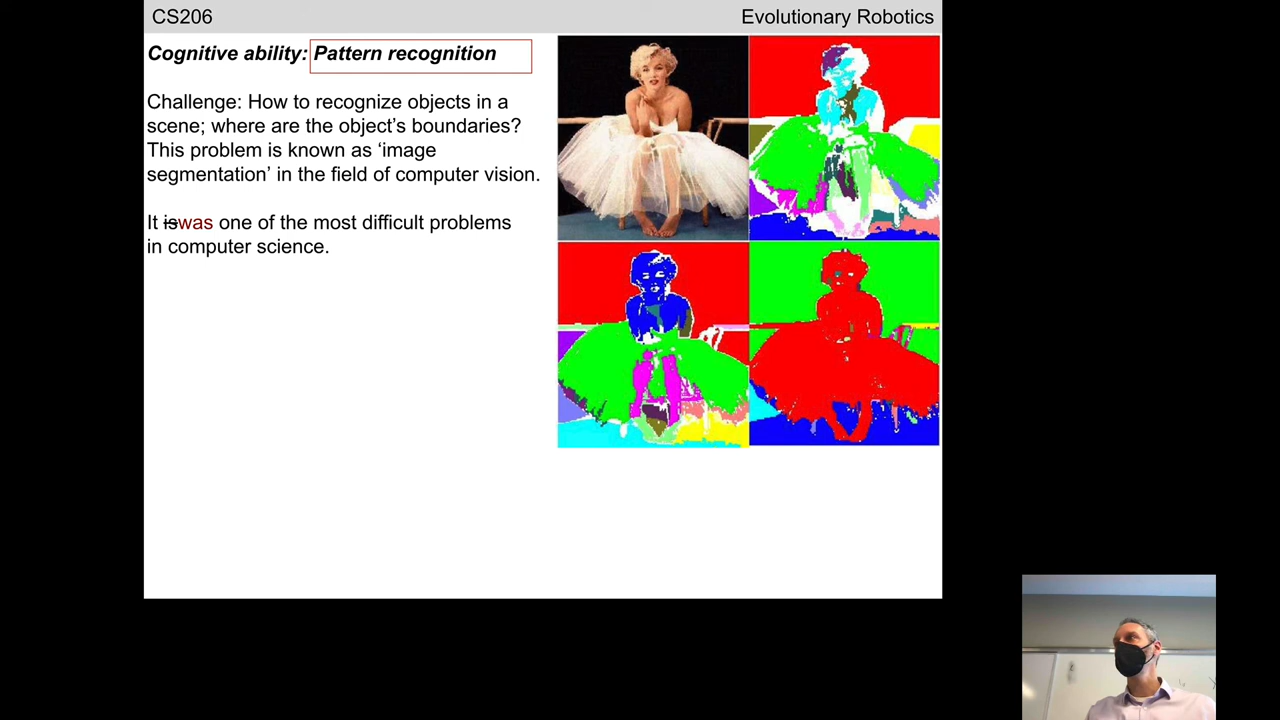 CS206
Evolutionary Robotics
Cognitive ability: Pattern recognition
Challenge: How to recognize objects in a
scene; where are the object’s boundaries?
This problem is known as ‘image
segmentation’ in the field of computer vision.
It iswas one of the most difficult problems
in computer science.